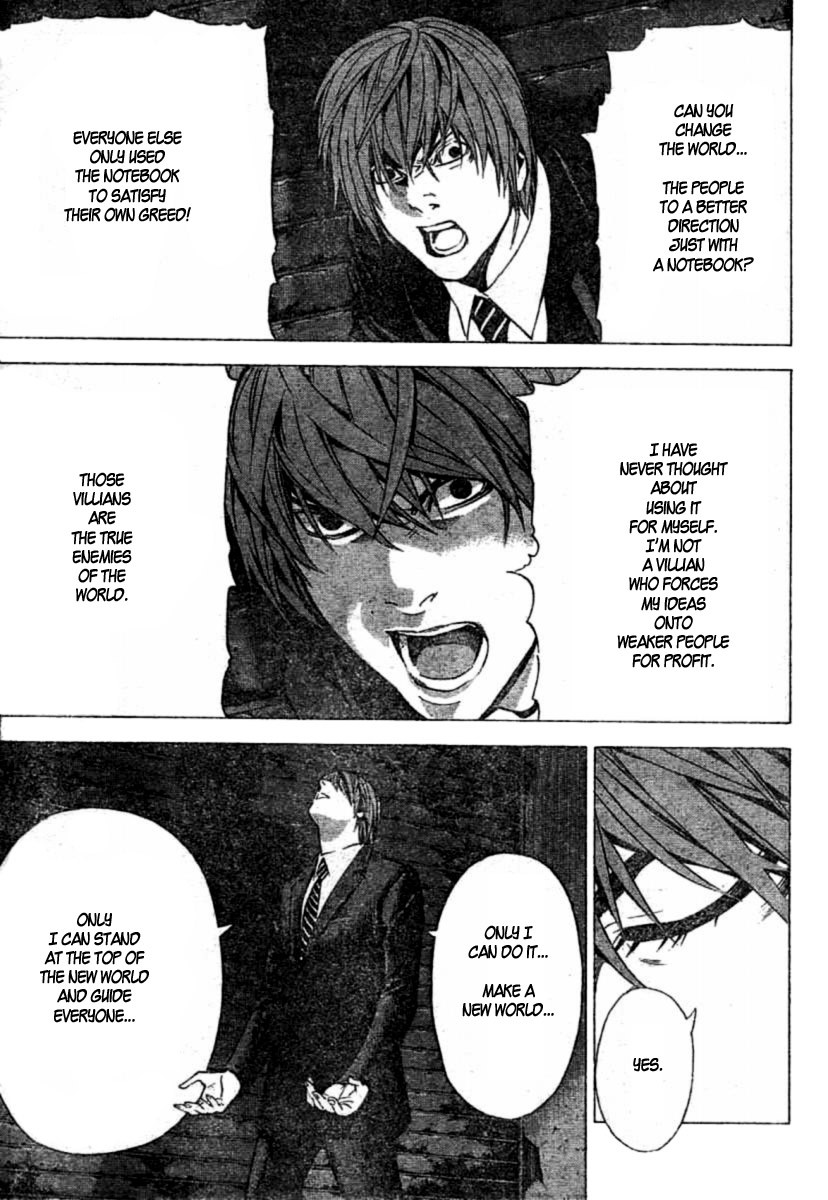 CAN YOU
CHANGE
THE WORLD...
THE PEOPLE
TO A BETTER
DIRECTION
JUST WITH
A NOTEBOOK?
EVERYONE ELSE
ONLY USED
THE NOTEBOOK
TO SATISFY
THEIR OWN GREED!
I HAVE
NEVER THOUGHT
ABOUT
USING IT
FOR MYSELF.
I'M NOT
A VILLIAN
WHO FORCES
MY IDEAS
ONTO
WEAKER PEOPLE
FOR PROFIT.
THOSE
VILLIANS
ARE
THE TRUE
ENEMIES
OF THE
WORLD.
YES.
ONLY I
CAN DO IT...
MAKE A
NEW WORLD...
ONLY
I CAN STAND
AT THE TOP OF
THE NEW WORLD
AND GUIDE
EVERYONE...